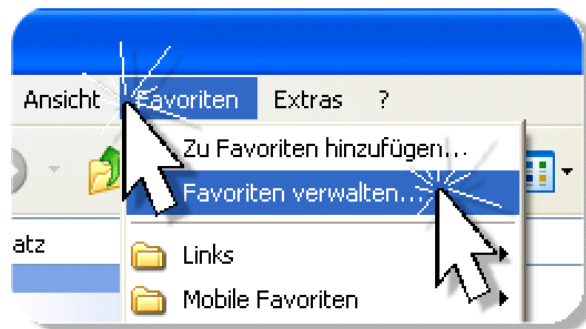 Ansicht Favoriten Extras ?
Zu Favoriten hinzufügen...
Favoriten verwalten...
atz
Links
Mobile Favoriten